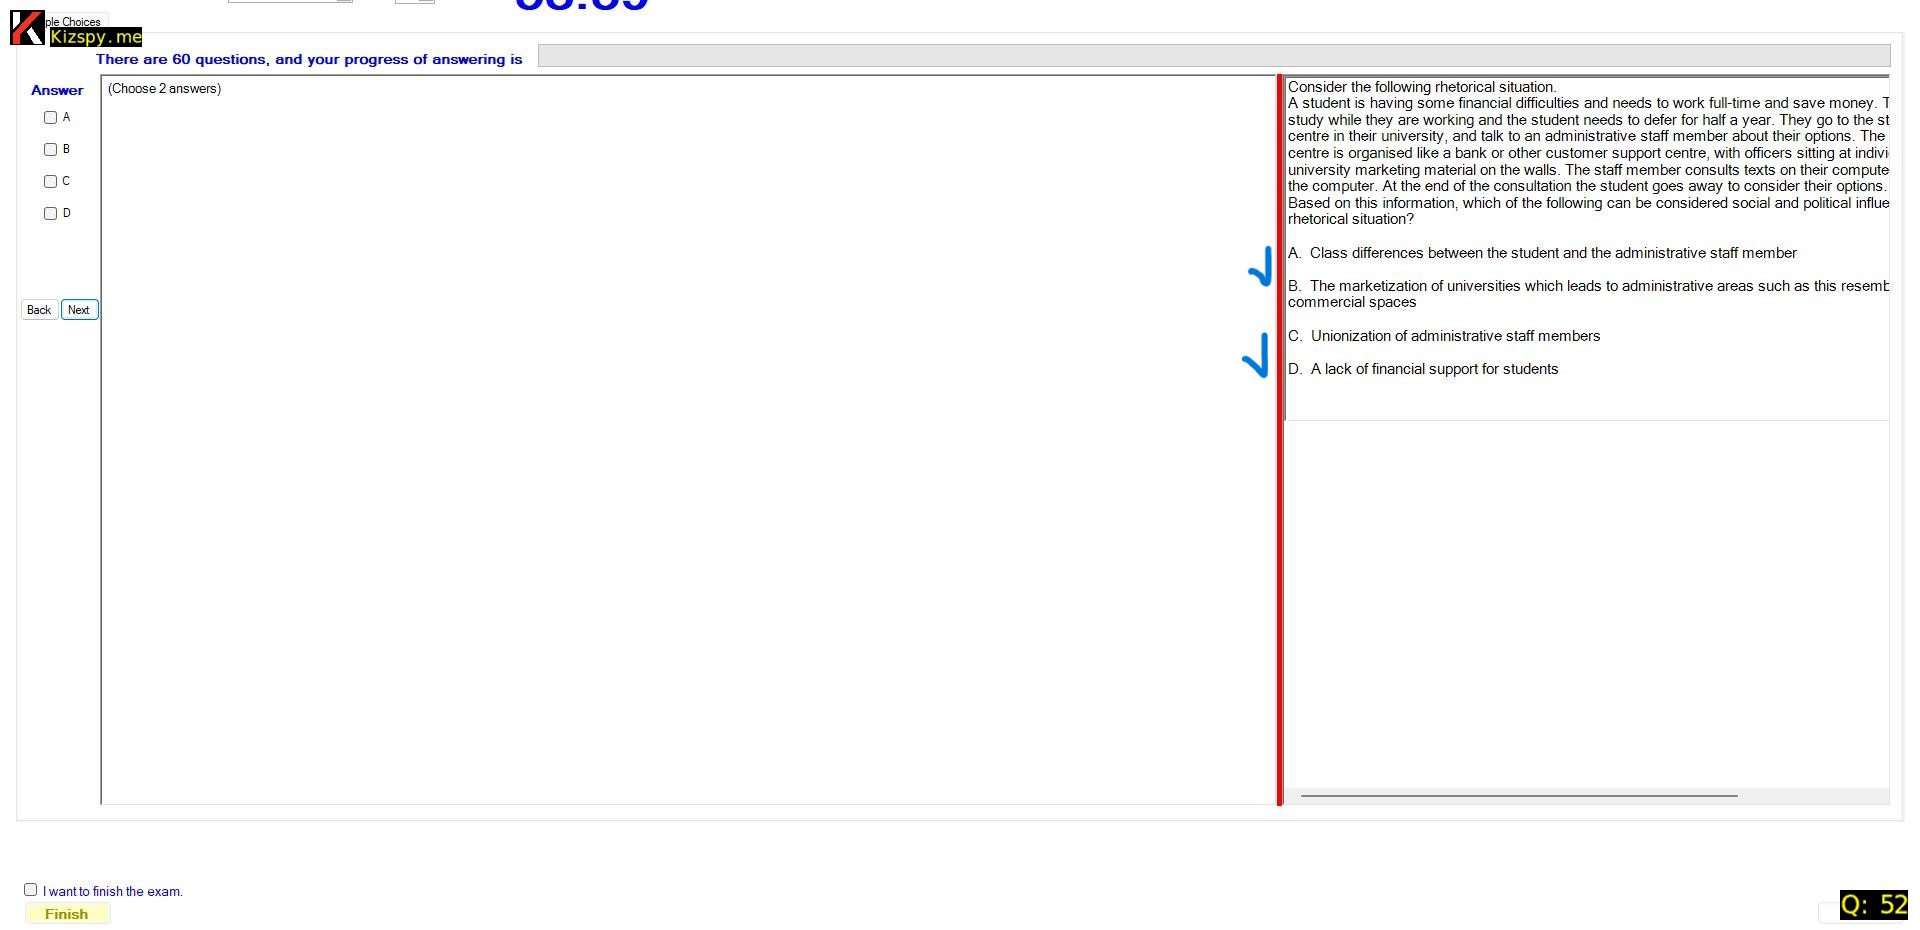 ple Choices
Kizspy.me
There are 60 questions, and your progress of answering is
Answer
(Choose 2 answers)
A
B
C
D
Back
Next
Consider the following rhetorical situation.
A student is having some financial difficulties and needs to work full-time and save money. T
study while they are working and the student needs to defer for half a year. They go to the st
centre in their university, and talk to an administrative staff member about their options. The
centre is organised like a bank or other customer support centre, with officers sitting at indivi
university marketing material on the walls. The staff member consults texts on their compute
the computer. At the end of the consultation the student goes away to consider their options.
Based on this information, which of the following can be considered social and political influe
rhetorical situation?
A. Class differences between the student and the administrative staff member
B. The marketization of universities which leads to administrative areas such as this resemb
commercial spaces
C. Unionization of administrative staff members
D. A lack of financial support for students
I want to finish the exam.
Finish
Q: 52